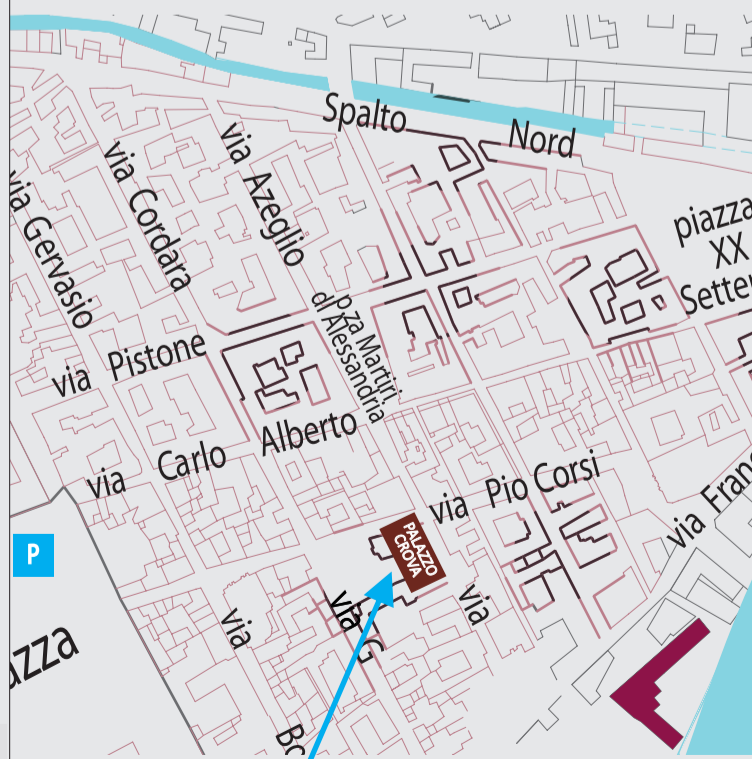 Spalto Nord
via Azeglio
via Cordara
via Gervasio
piazza
XX
Sette
p.za Martiri
di Alessandria
via Pistone
via Carlo Alberto
via Pio Corsi
via Fran
PALAZZO
CROVA
P
via
via G
via
azza
Bo